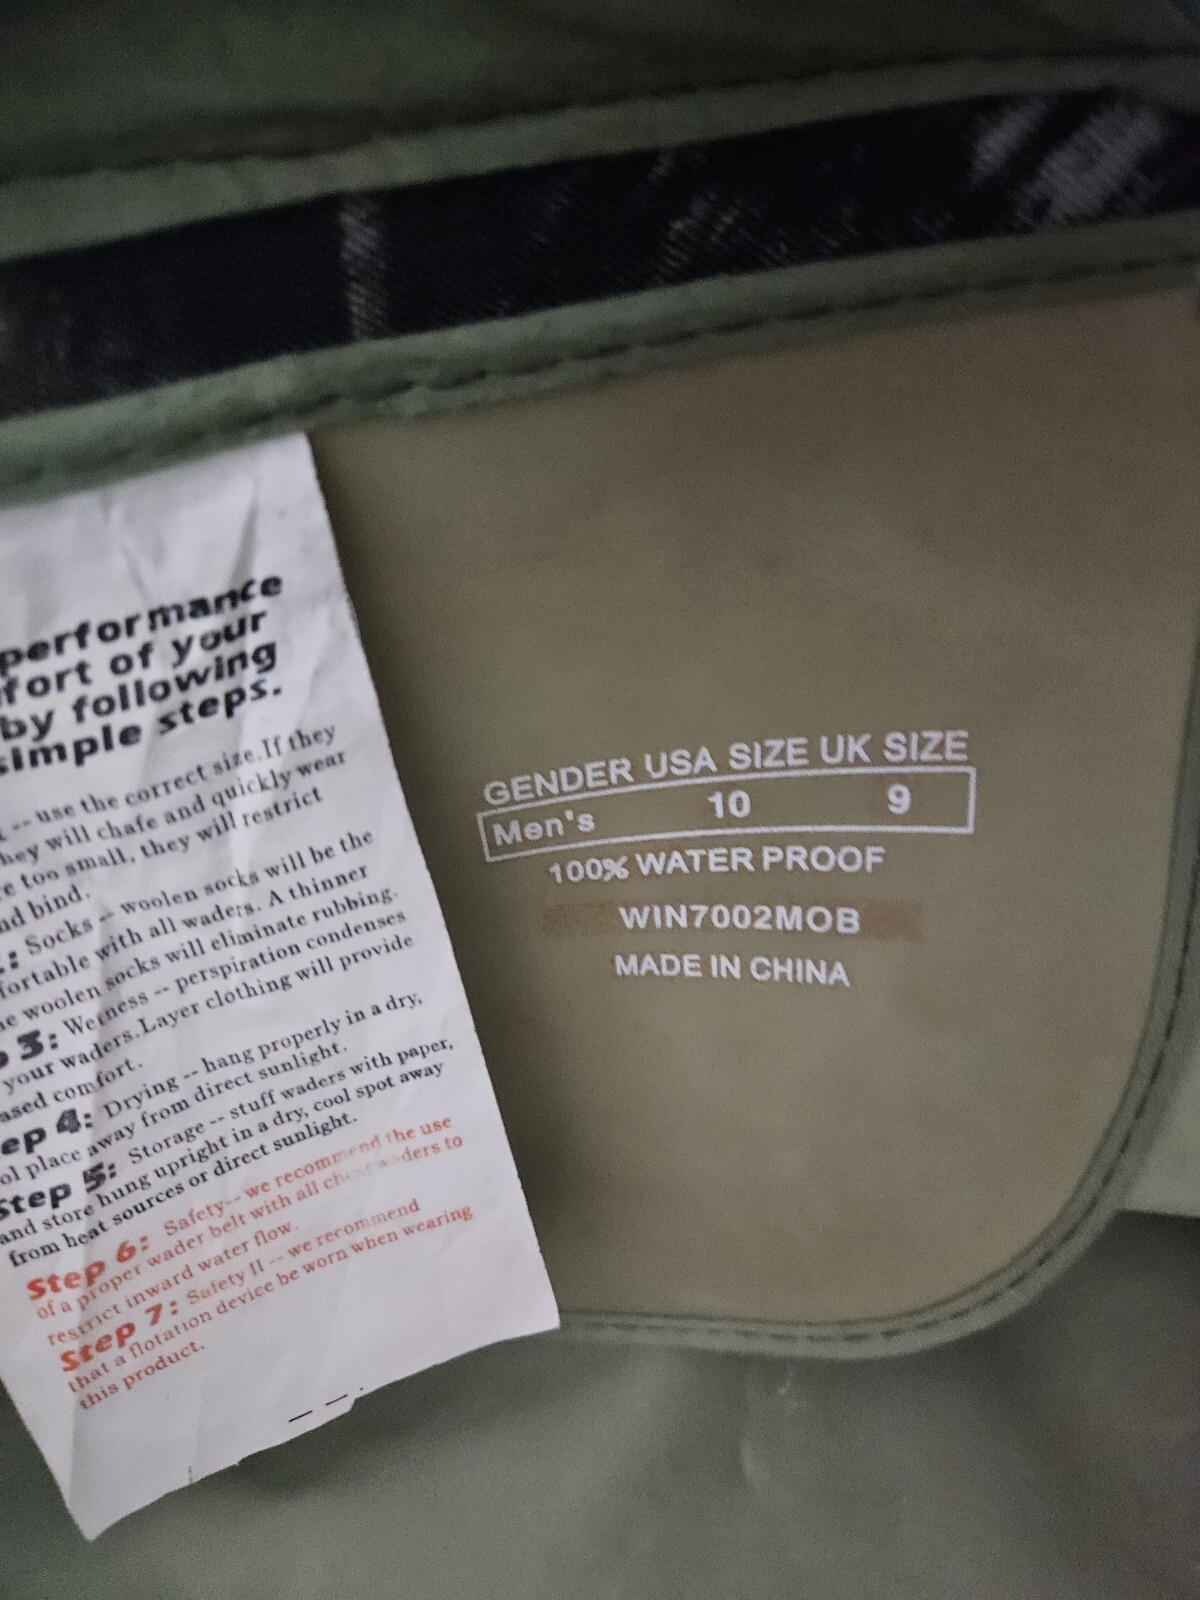 performance
fort of your
by following
simple steps.
-- use the correct size.If they
they will chafe and quickly wear
too small, they will restrict
and bind.
: Socks -- woolen socks will be the
fortable with all waders. A thinner
woolen socks will eliminate rubbing.
3: Wetness -- perspiration condenses
your waders.Layer clothing will provide
ased comfort.
ep 4: Drying -- hang properly in a dry,
ol place away from direct sunlight.
Step 5: Storage -- stuff waders with paper,
and store hung upright in a dry, cool spot away
from heat sources or direct sunlight.
Step 6: Safety-- we recommend the use
of a proper wader belt with all chest waders to
restrict inward water flow.
Step 7: Safety II -- we recommend
that a flotation device be worn when wearing
this product.
GENDER USA SIZE UK SIZE
Men's 10 9
100% WATER PROOF
WIN7002MOB
MADE IN CHINA